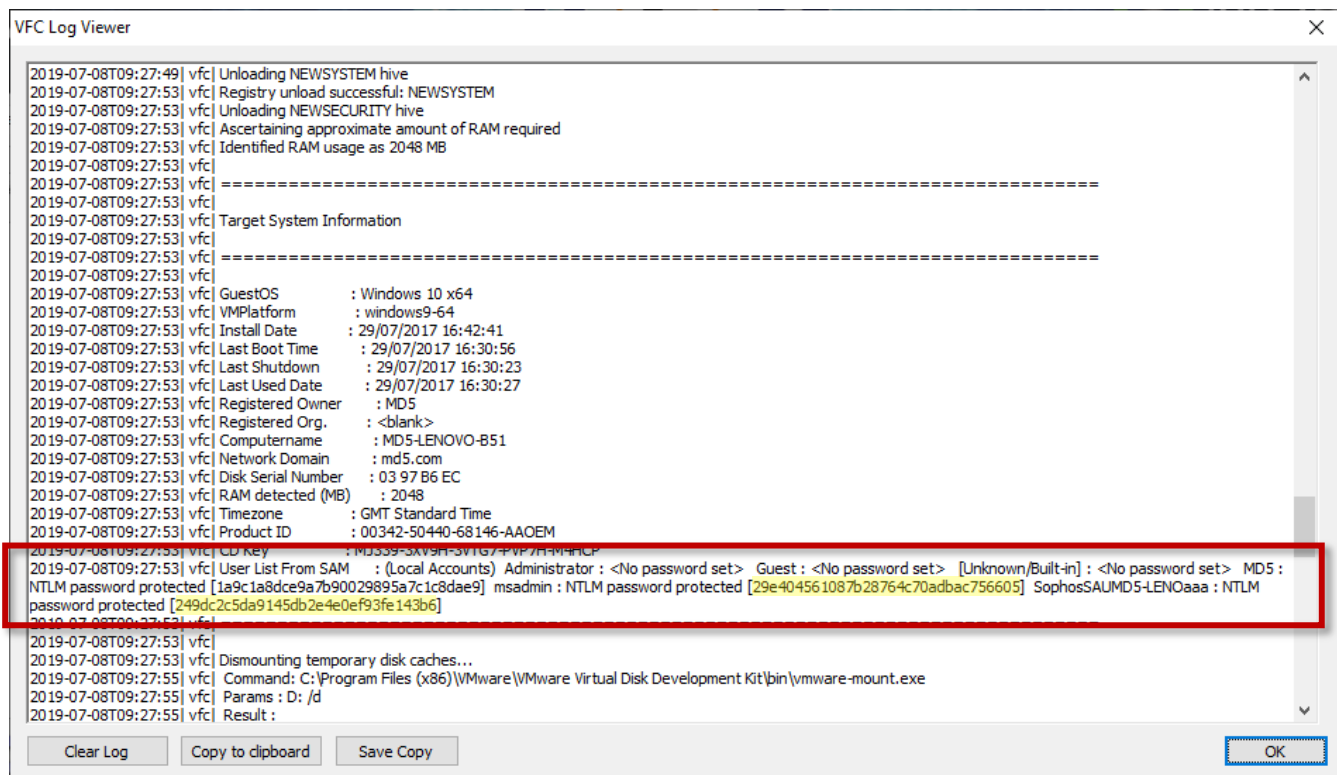 VFC Log Viewer
2019-07-08T09:27:49| vfc| Unloading NEWSYSTEM hive
2019-07-08T09:27:53| vfc| Registry unload successful: NEWSYSTEM
2019-07-08T09:27:53| vfc| Unloading NEWSECURITY hive
2019-07-08T09:27:53| vfc| Ascertaining approximate amount of RAM required
2019-07-08T09:27:53| vfc| Identified RAM usage as 2048 MB
2019-07-08T09:27:53| vfc|
2019-07-08T09:27:53| vfc| ==============================================================================
2019-07-08T09:27:53| vfc|
2019-07-08T09:27:53| vfc| Target System Information
2019-07-08T09:27:53| vfc|
2019-07-08T09:27:53| vfc| ==============================================================================
2019-07-08T09:27:53| vfc|
2019-07-08T09:27:53| vfc| GuestOS : Windows 10 x64
2019-07-08T09:27:53| vfc| VMPlatform : windows9-64
2019-07-08T09:27:53| vfc| Install Date : 29/07/2017 16:42:41
2019-07-08T09:27:53| vfc| Last Boot Time : 29/07/2017 16:30:56
2019-07-08T09:27:53| vfc| Last Shutdown : 29/07/2017 16:30:23
2019-07-08T09:27:53| vfc| Last Used Date : 29/07/2017 16:30:27
2019-07-08T09:27:53| vfc| Registered Owner : MD5
2019-07-08T09:27:53| vfc| Registered Org. : <blank>
2019-07-08T09:27:53| vfc| Computername : MD5-LENOVO-B51
2019-07-08T09:27:53| vfc| Network Domain : md5.com
2019-07-08T09:27:53| vfc| Disk Serial Number : 03 97 B6 EC
2019-07-08T09:27:53| vfc| RAM detected (MB) : 2048
2019-07-08T09:27:53| vfc| Timezone : GMT Standard Time
2019-07-08T09:27:53| vfc| Product ID : 00342-50440-68146-AAOEM
2019-07-08T09:27:53| vfc| CD Key :
2019-07-08T09:27:53| vfc| User List From SAM : (Local Accounts) Administrator : <No password set> Guest : <No password set> [Unknown/Built-in] : <No password set> MD5 :
NTLM password protected [1a9c1a8dce9a7b90029895a7c1c8dae9] msadmin : NTLM password protected [29e404561087b28764c70adbac756605] SophosSAUMD5-LENOaaa : NTLM
password protected [249dc2c5da9145db2e4e0ef93fe143b6]
2019-07-08T09:27:53| vfc| ==============================================================================
2019-07-08T09:27:53| vfc|
2019-07-08T09:27:53| vfc| Dismounting temporary disk caches...
2019-07-08T09:27:55| vfc| Command: C:\Program Files (x86)\VMware\VMware Virtual Disk Development Kit\bin\vmware-mount.exe
2019-07-08T09:27:55| vfc| Params : D: /d
2019-07-08T09:27:55| vfc| Result :
Clear Log Copy to clipboard Save Copy OK